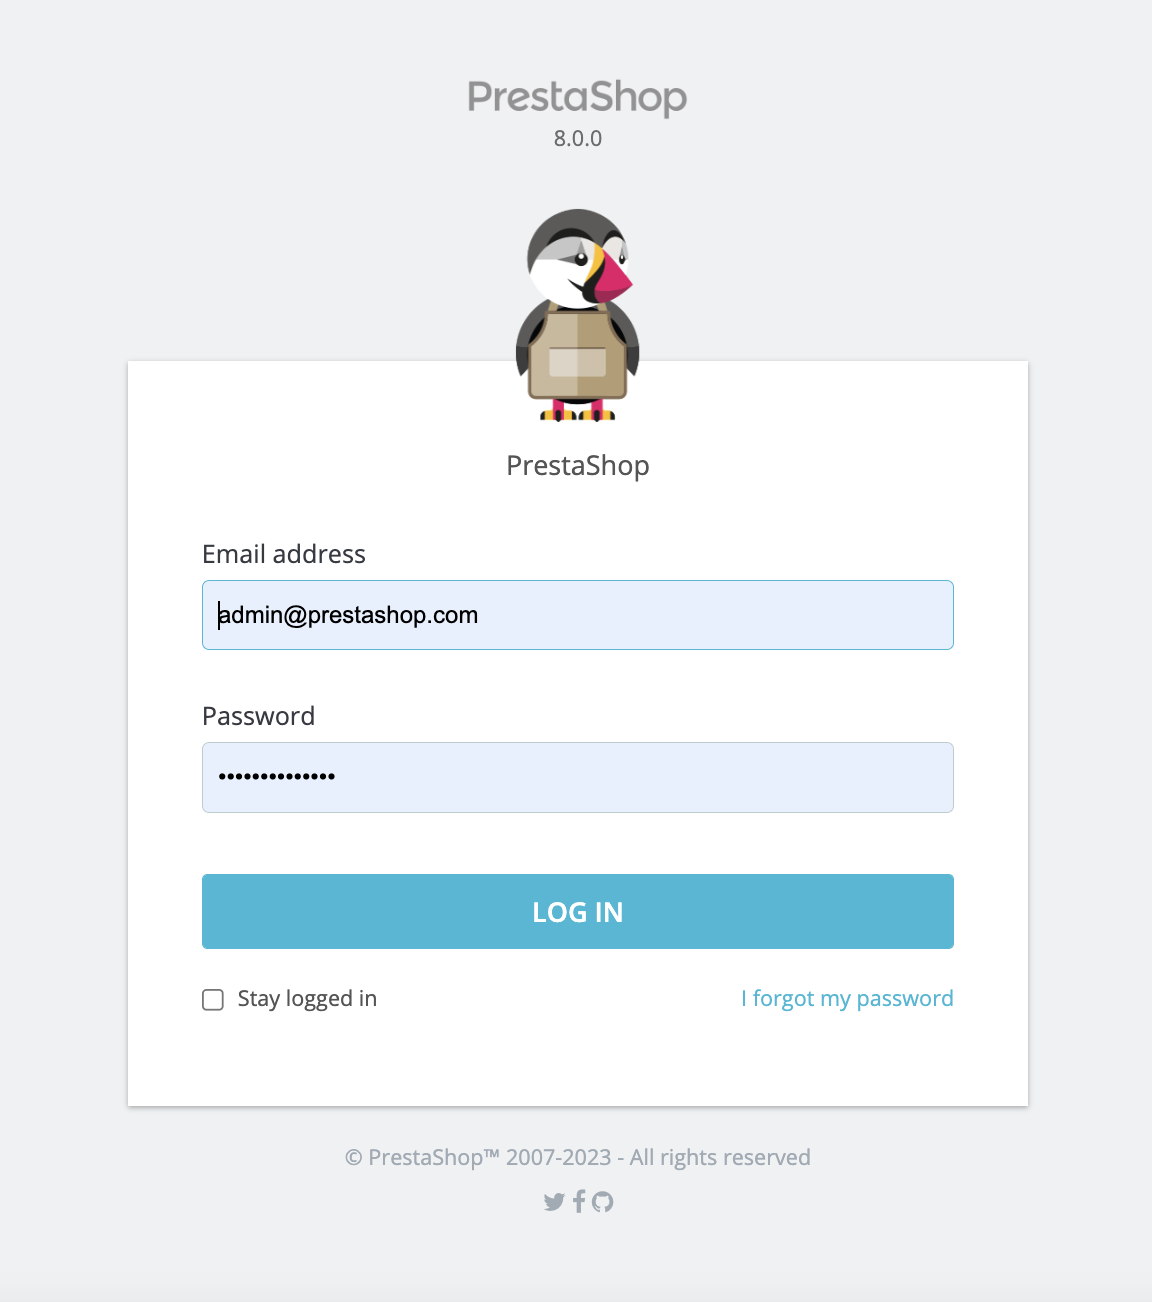 PrestaShop
8.0.0
PrestaShop
Email address
admin@prestashop.com
Password
••••••••••••••
LOG IN
Stay logged in
I forgot my password
© PrestaShop™ 2007-2023 - All rights reserved